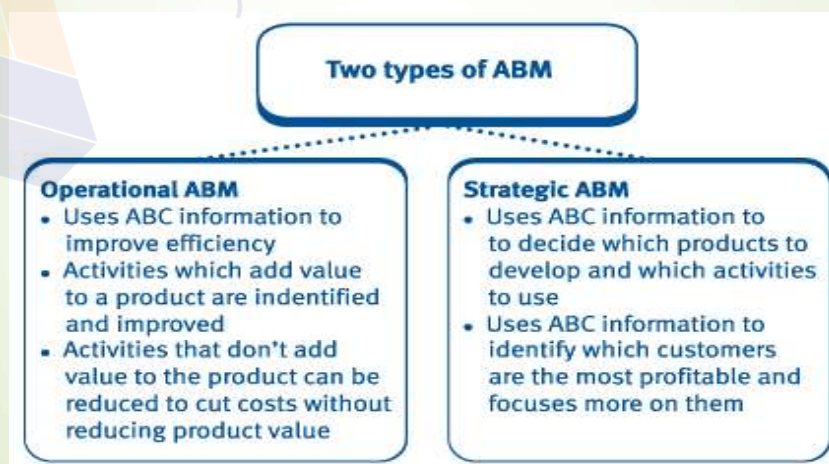 Two types of ABM
Operational ABM
• Uses ABC information to
improve efficiency
• Activities which add value
to a product are indentified
and improved
• Activities that don't add
value to the product can be
reduced to cut costs without
reducing product value
Strategic ABM
• Uses ABC information to
to decide which products to
develop and which activities
to use
• Uses ABC information to
identify which customers
are the most profitable and
focuses more on them